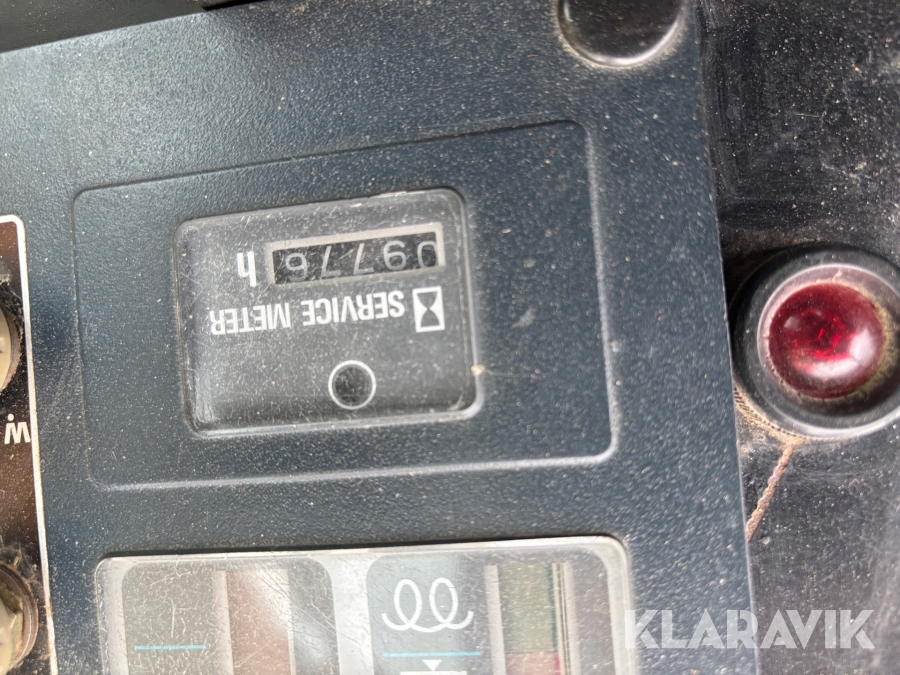 SERVICE METER
09776 h
KLARAVIK